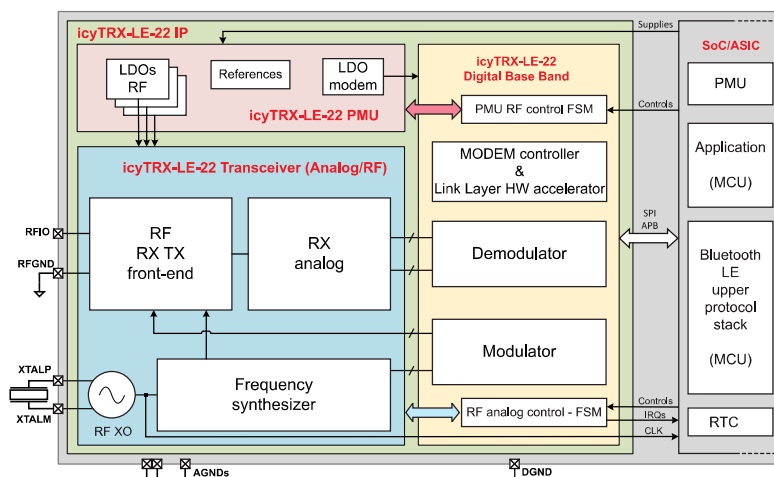 icyTRX-LE-22 IP
Supplies
SoC/ASIC
LDOs
RF
References
LDO
modem
icyTRX-LE-22 PMU
icyTRX-LE-22
Digital Base Band
PMU RF control FSM
Controls
PMU
MODEM controller
&
Link Layer HW accelerator
Application
(MCU)
icyTRX-LE-22 Transceiver (Analog/RF)
RFIO
RFGND
RF
RX TX
front-end
RX
analog
Demodulator
SPI
APB
Bluetooth
LE
upper
protocol
stack
(MCU)
Modulator
XTALP
XTALM
RF XO
Frequency
synthesizer
RF analog control - FSM
Controls
IRQs
CLK
RTC
AGNDs
DGND